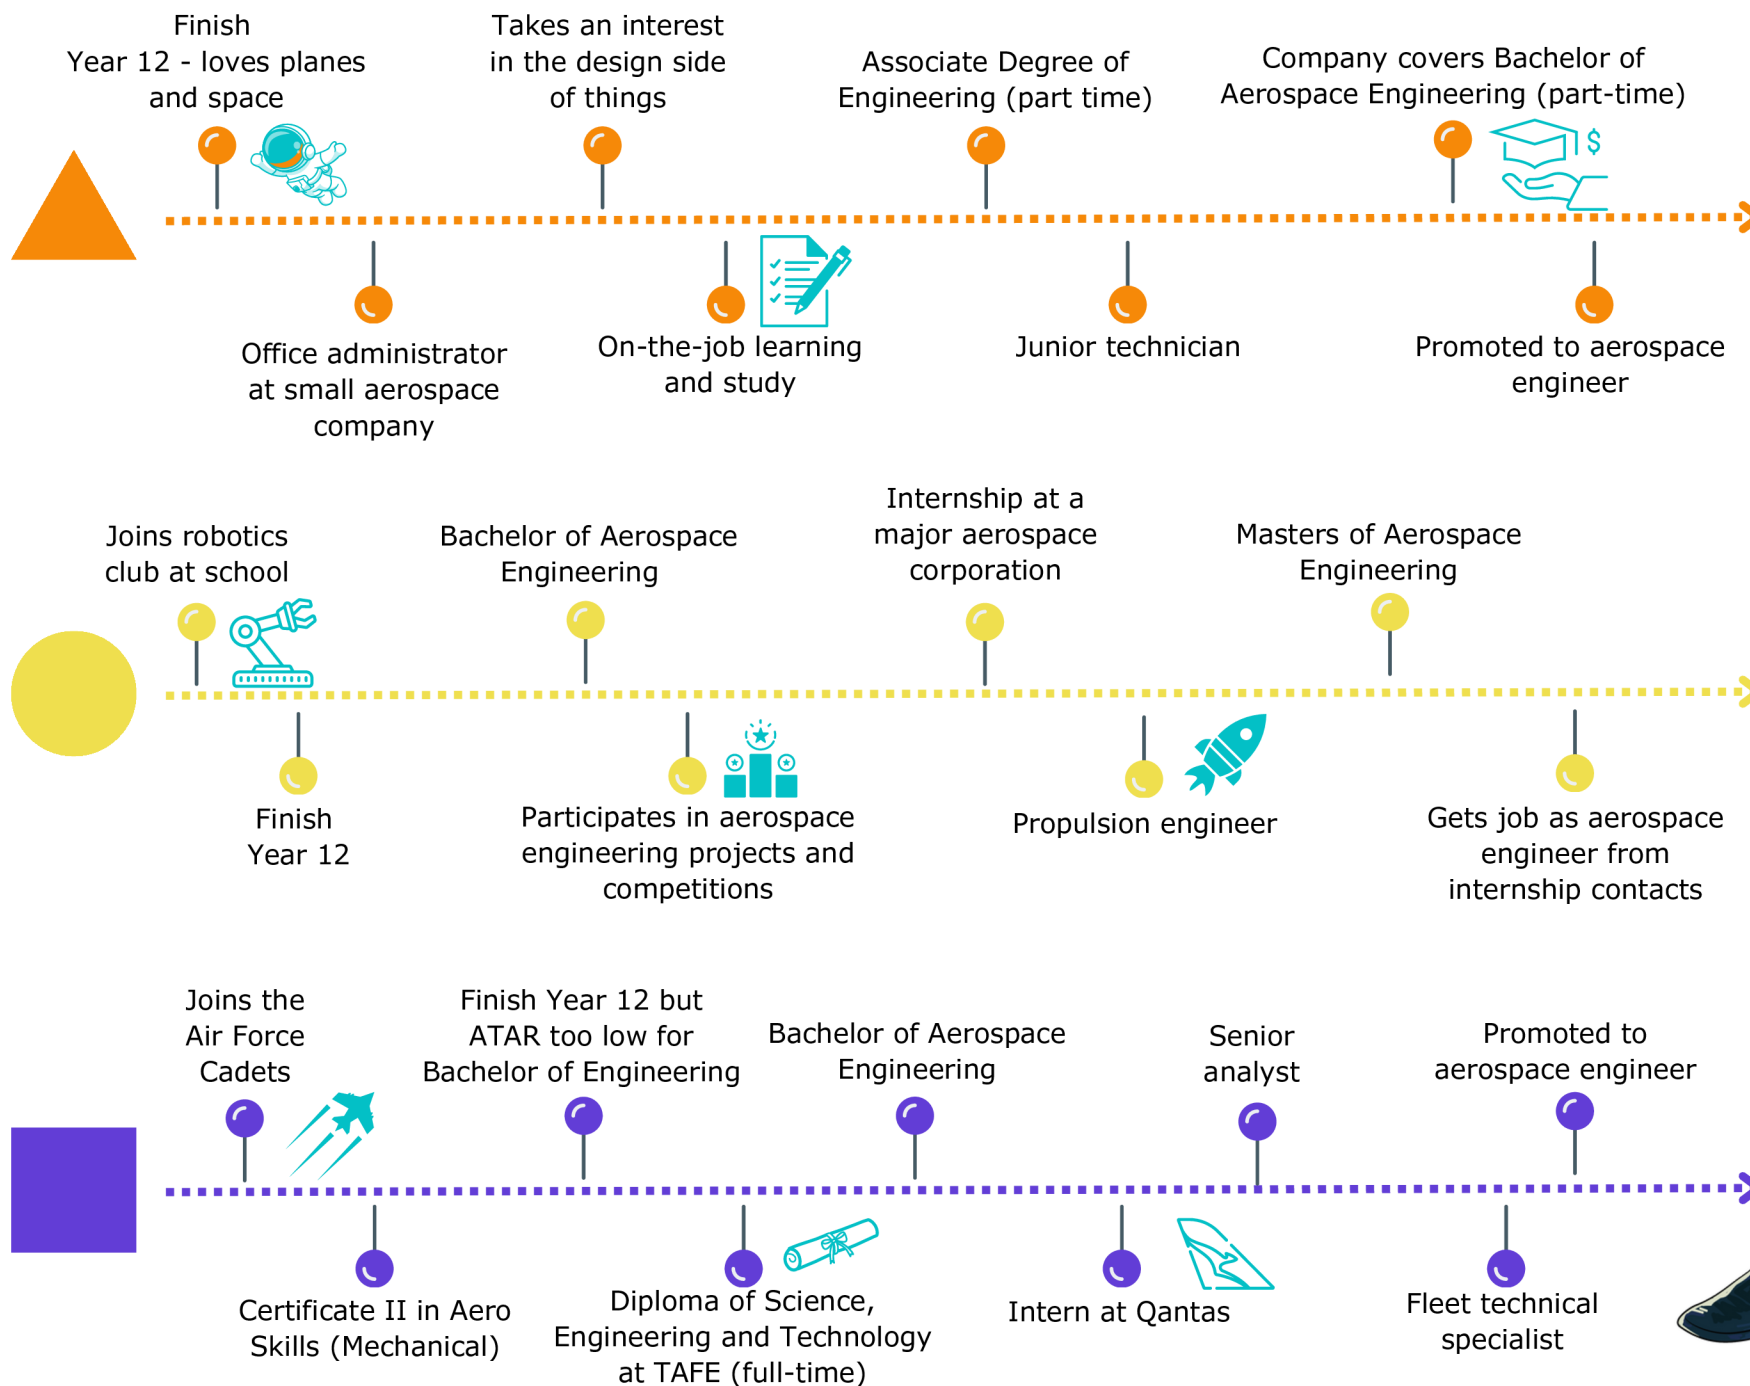 Finish
Year 12 - loves planes
and space
Takes an interest
in the design side
of things
Associate Degree of
Engineering (part time)
Company covers Bachelor of
Aerospace Engineering (part-time)
$
Office administrator
at small aerospace
company
On-the-job learning
and study
Junior technician
Promoted to aerospace
engineer
Joins robotics
club at school
Bachelor of Aerospace
Engineering
Internship at a
major aerospace
corporation
Masters of Aerospace
Engineering
Finish
Year 12
Participates in aerospace
engineering projects and
competitions
Propulsion engineer
Gets job as aerospace
engineer from
internship contacts
Joins the
Air Force
Cadets
Finish Year 12 but
ATAR too low for
Bachelor of Engineering
Bachelor of Aerospace
Engineering
Senior
analyst
Promoted to
aerospace engineer
Certificate II in Aero
Skills (Mechanical)
Diploma of Science,
Engineering and Technology
at TAFE (full-time)
Intern at Qantas
Fleet technical
specialist